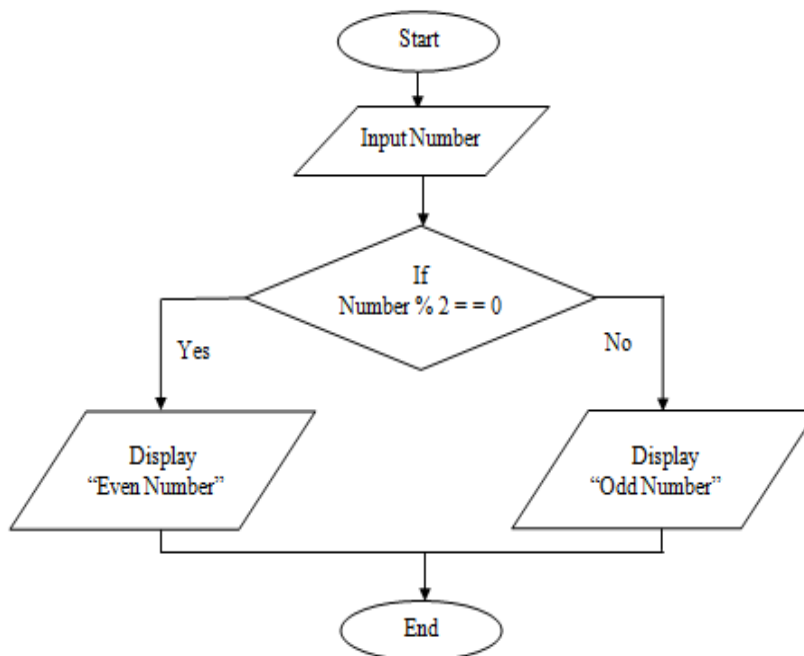 Start
Input Number
If
Number % 2 = = 0
Yes
No
Display
“Even Number”
Display
“Odd Number”
End